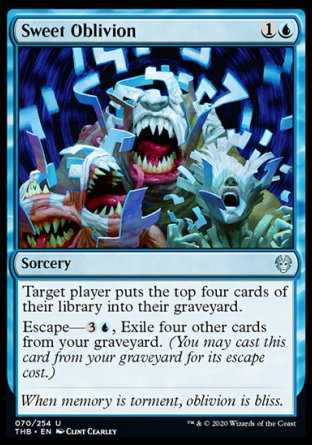 Sweet Oblivion 1
Sorcery
Target player puts the top four cards of
their library into their graveyard.
Escape—3, Exile four other cards
from your graveyard. (You may cast this
card from your graveyard for its escape
cost.)
When memory is torment, oblivion is bliss.
070/254 U
THB • EN CLINT CEARLEY
™ & © 2020 Wizards of the Coast